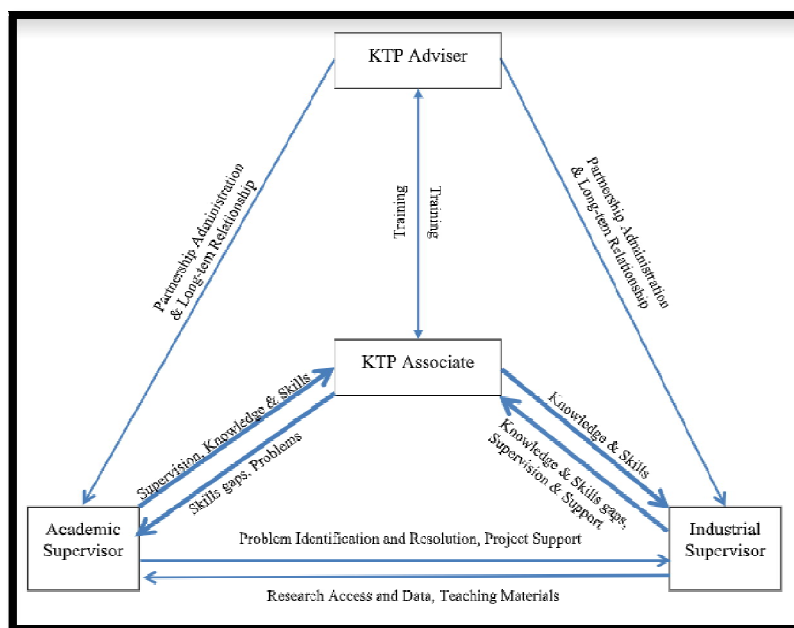 KTP Adviser
Partnership Administration
& Long-tem Relationship
Training
Training
Partnership Administration
& Long-tem Relationship
KTP Associate
Supervision, Knowledge & Skills
Skills gaps, Problems
Knowledge & Skills
Knowledge & Skills gaps,
Supervision & Support
Academic
Supervisor
Problem Identification and Resolution, Project Support
Research Access and Data, Teaching Materials
Industrial
Supervisor